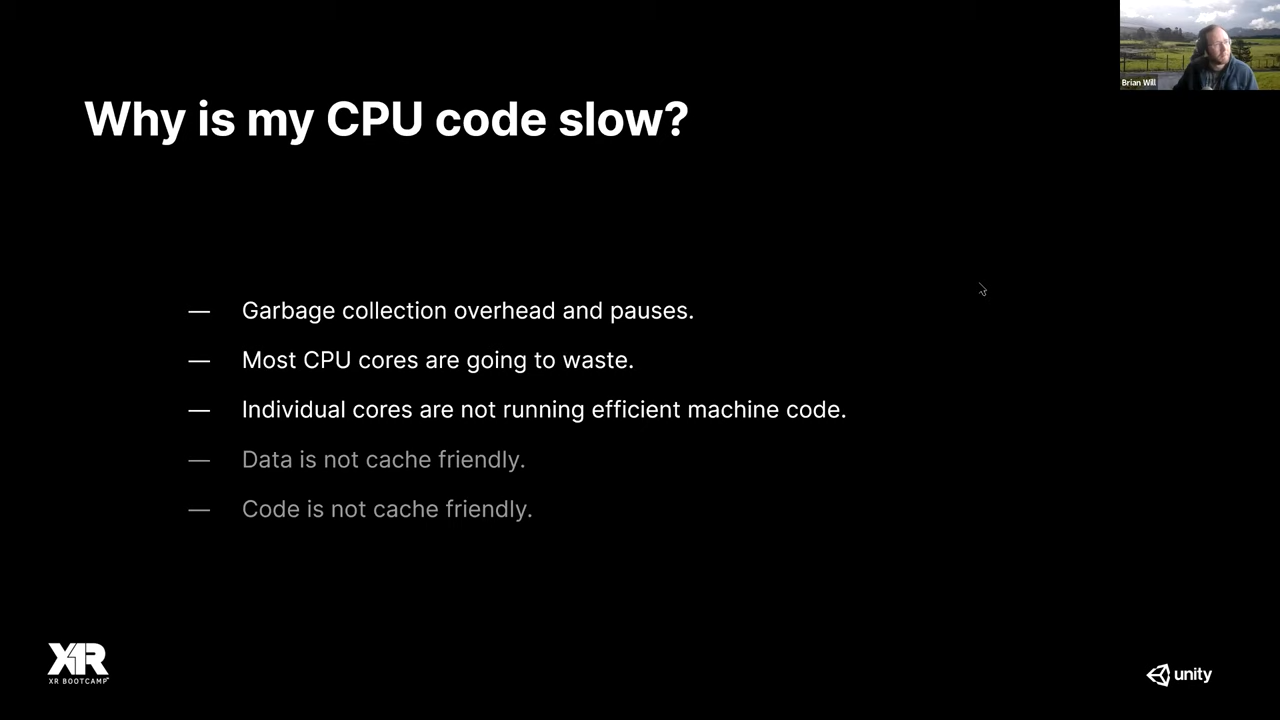 Brian Will
Why is my CPU code slow?
— Garbage collection overhead and pauses.
— Most CPU cores are going to waste.
— Individual cores are not running efficient machine code.
— Data is not cache friendly.
— Code is not cache friendly.
XR
XR BOOTCAMP
unity